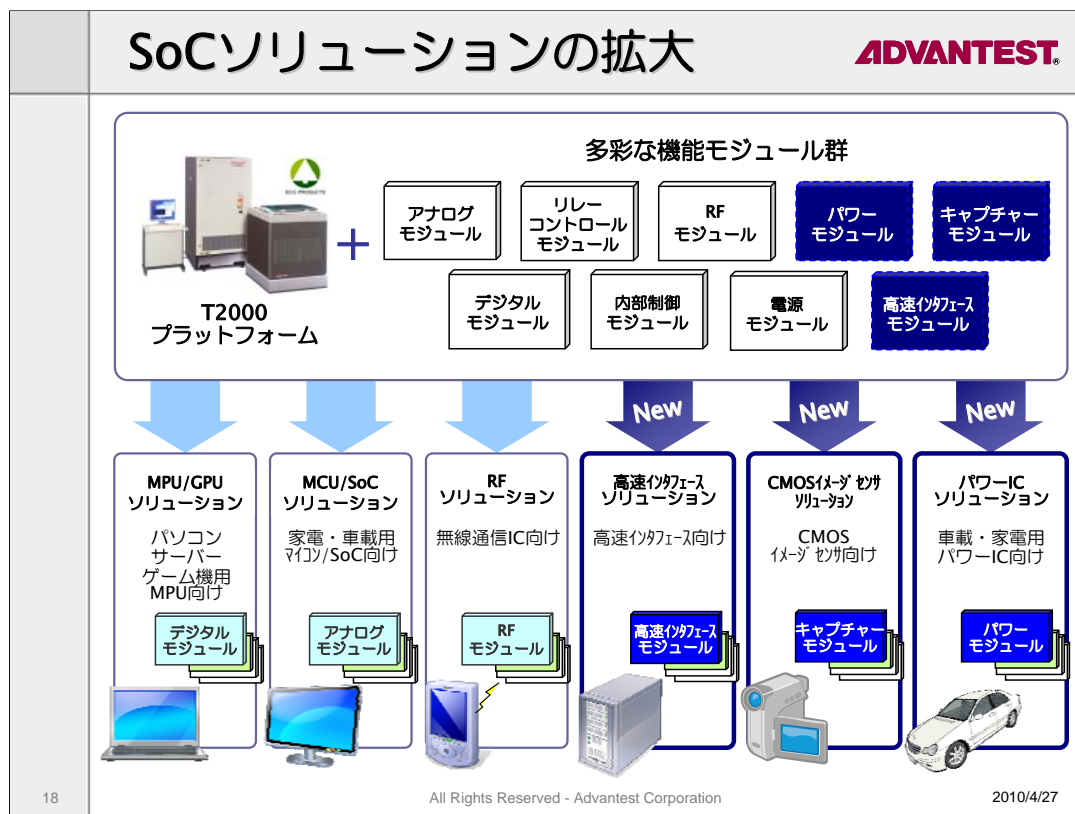 SoCソリューションの拡大
ADVANTEST®
多彩な機能モジュール群
ECO PRODUCTS
T2000
プラットフォーム
+
アナログ
モジュール
リレー
コントロール
モジュール
RF
モジュール
パワー
モジュール
キャプチャー
モジュール
デジタル
モジュール
内部制御
モジュール
電源
モジュール
高速ｲﾝﾀﾌｪｰｽ
モジュール
New
New
New
MPU/GPU
ソリューション
パソコン
サーバー
ゲーム機用
MPU向け
デジタル
モジュール
MCU/SoC
ソリューション
家電・車載用
ﾏｲｺﾝ/SoC向け
アナログ
モジュール
RF
ソリューション
無線通信IC向け
RF
モジュール
高速ｲﾝﾀﾌｪｰｽ
ソリューション
高速ｲﾝﾀﾌｪｰｽ向け
高速ｲﾝﾀﾌｪｰｽ
モジュール
CMOSｲﾒｰｼﾞｾﾝｻ
ｿﾘｭｰｼｮﾝ
CMOS
ｲﾒｰｼﾞｾﾝｻ向け
キャプチャー
モジュール
パワーIC
ソリューション
車載・家電用
パワーIC向け
パワー
モジュール
18
All Rights Reserved - Advantest Corporation
2010/4/27